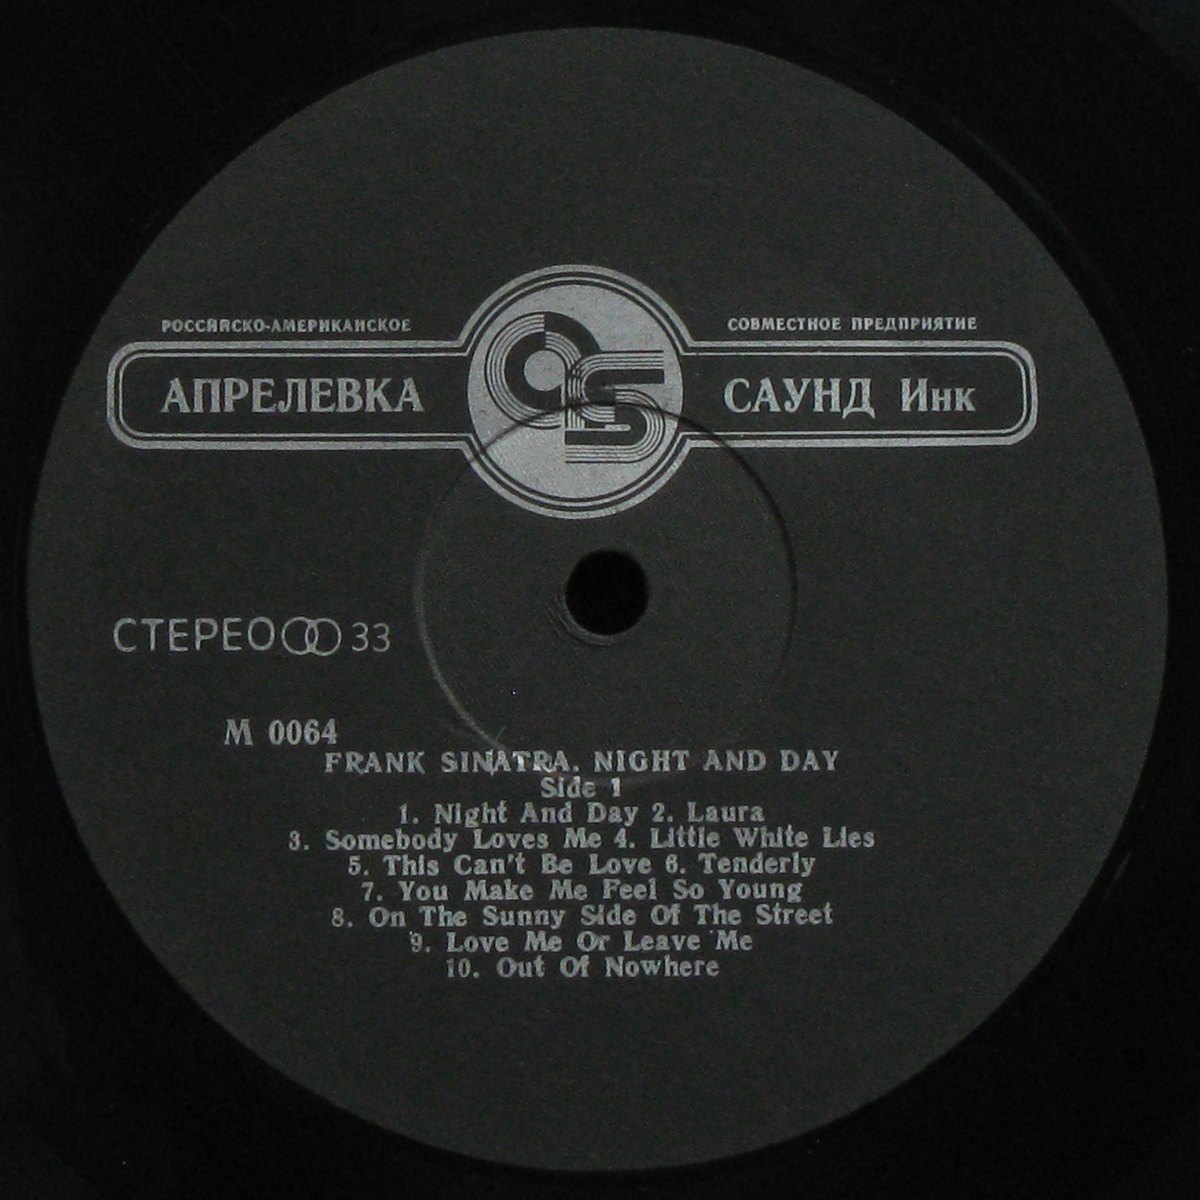 РОССИЙСКО-АМЕРИКАНСКОЕ СОВМЕСТНОЕ ПРЕДПРИЯТИЕ
АПРЕЛЕВКА САУНД Инк
СТЕРЕО 33
М 0064
FRANK SINATRA. NIGHT AND DAY
Side 1
1. Night And Day 2. Laura
3. Somebody Loves Me 4. Little White Lies
5. This Can't Be Love 6. Tenderly
7. You Make Me Feel So Young
8. On The Sunny Side Of The Street
9. Love Me Or Leave Me
10. Out Of Nowhere